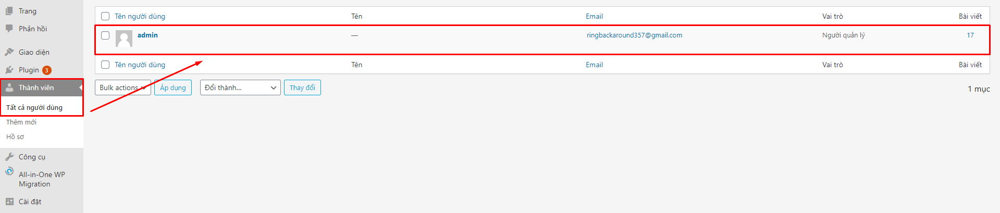 Trang
Phản hồi
Giao diện
Plugin 3
Thành viên
Tất cả người dùng
Thêm mới
Hồ sơ
Công cụ
All-in-One WP
Migration
Cài đặt
Tên người dùng Tên Email Vai trò Bài viết
admin — ringbackaround357@gmail.com Người quản lý 17
Tên người dùng Tên Email Vai trò Bài viết
Bulk actions Áp dụng Đổi thành... Thay đổi 1 mục